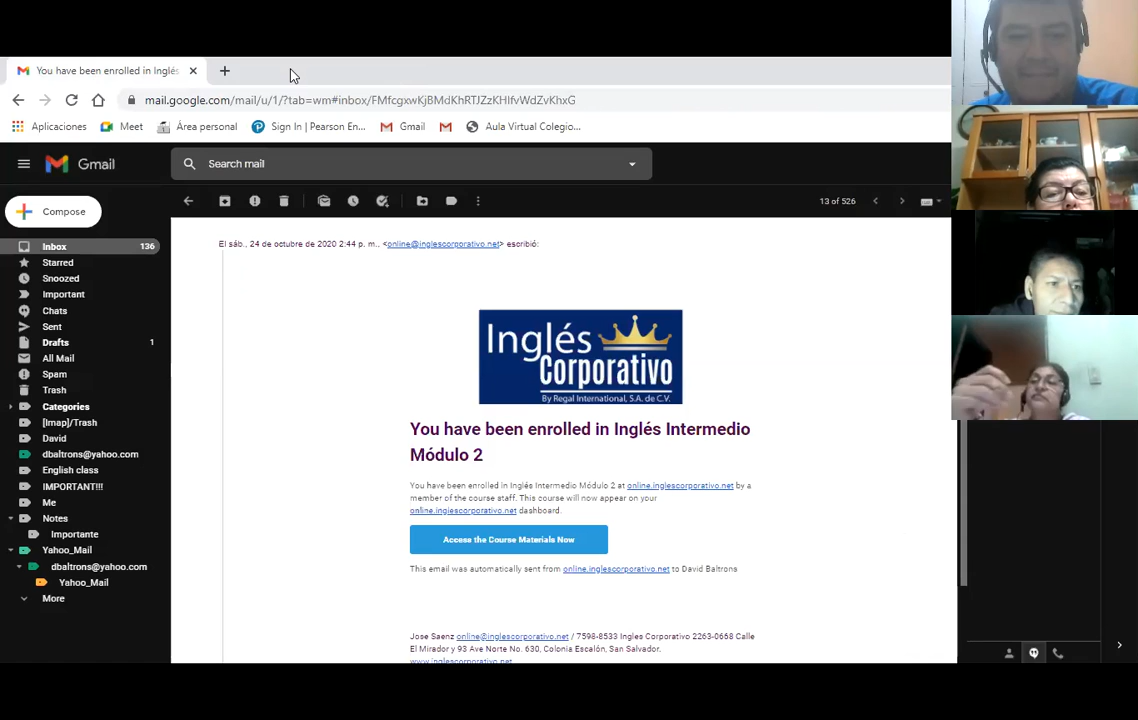 You have been enrolled in Inglés
mail.google.com/mail/u/1/?tab=wm#inbox/FMfcgxwKjBMdKhRTJZzKHIfvWdZvKhxG
Aplicaciones Meet Área personal Sign In | Pearson En... Gmail Aula Virtual Colegio...
Gmail
Search mail
Compose
13 of 526
Inbox 136
Starred
Snoozed
Important
Chats
Sent
Drafts 1
All Mail
Spam
Trash
Categories
[Imap]/Trash
David
dbaltrons@yahoo.com
English class
IMPORTANT!!!
Me
Notes
Importante
Yahoo_Mail
dbaltrons@yahoo.com
Yahoo_Mail
More
El sáb., 24 de octubre de 2020 2:44 p. m., <online@inglescorporativo.net> escribió:
Inglés
Corporativo
By Regal International, S.A. de C.V.
You have been enrolled in Inglés Intermedio
Módulo 2
You have been enrolled in Inglés Intermedio Módulo 2 at online.inglescorporativo.net by a
member of the course staff. This course will now appear on your
online.inglescorporativo.net dashboard.
Access the Course Materials Now
This email was automatically sent from online.inglescorporativo.net to David Baltrons
Jose Saenz online@inglescorporativo.net / 7598-8533 Ingles Corporativo 2263-0668 Calle
El Mirador y 93 Ave Norte No. 630, Colonia Escalón, San Salvador.
www.inglescorporativo.net